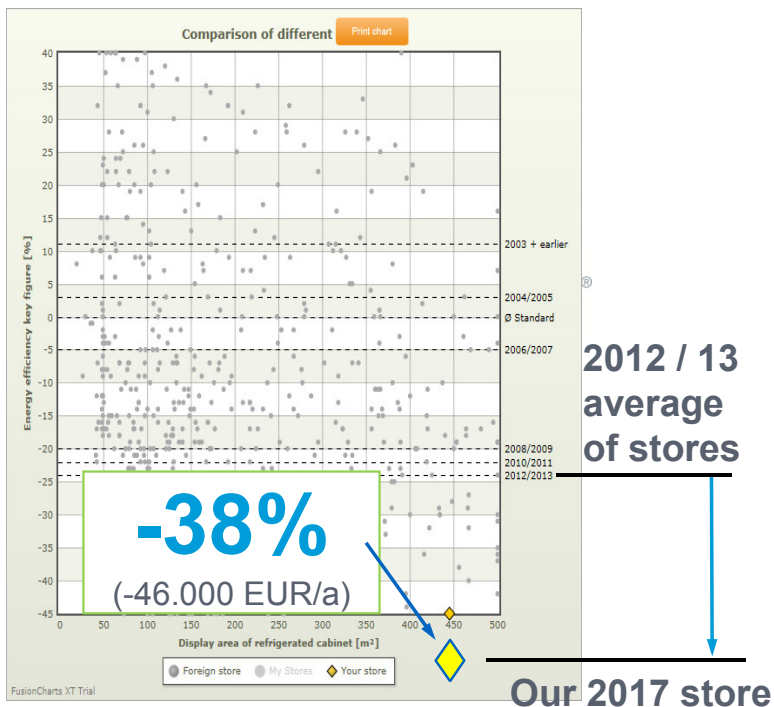 Comparison of different
Print chart
Energy efficiency key figure [%]
40
35
30
25
20
15
10
5
0
-5
-10
-15
-20
-25
-30
-35
-40
-45
2003 + earlier
2004/2005
Ø Standard
2006/2007
2008/2009
2010/2011
2012/2013
®
2012 / 13
average
of stores
-38%
(-46.000 EUR/a)
0 50 100 150 200 250 300 350 400 450 500
Display area of refrigerated cabinet [m²]
Foreign store My Stores Your store
Our 2017 store
FusionCharts XT Trial